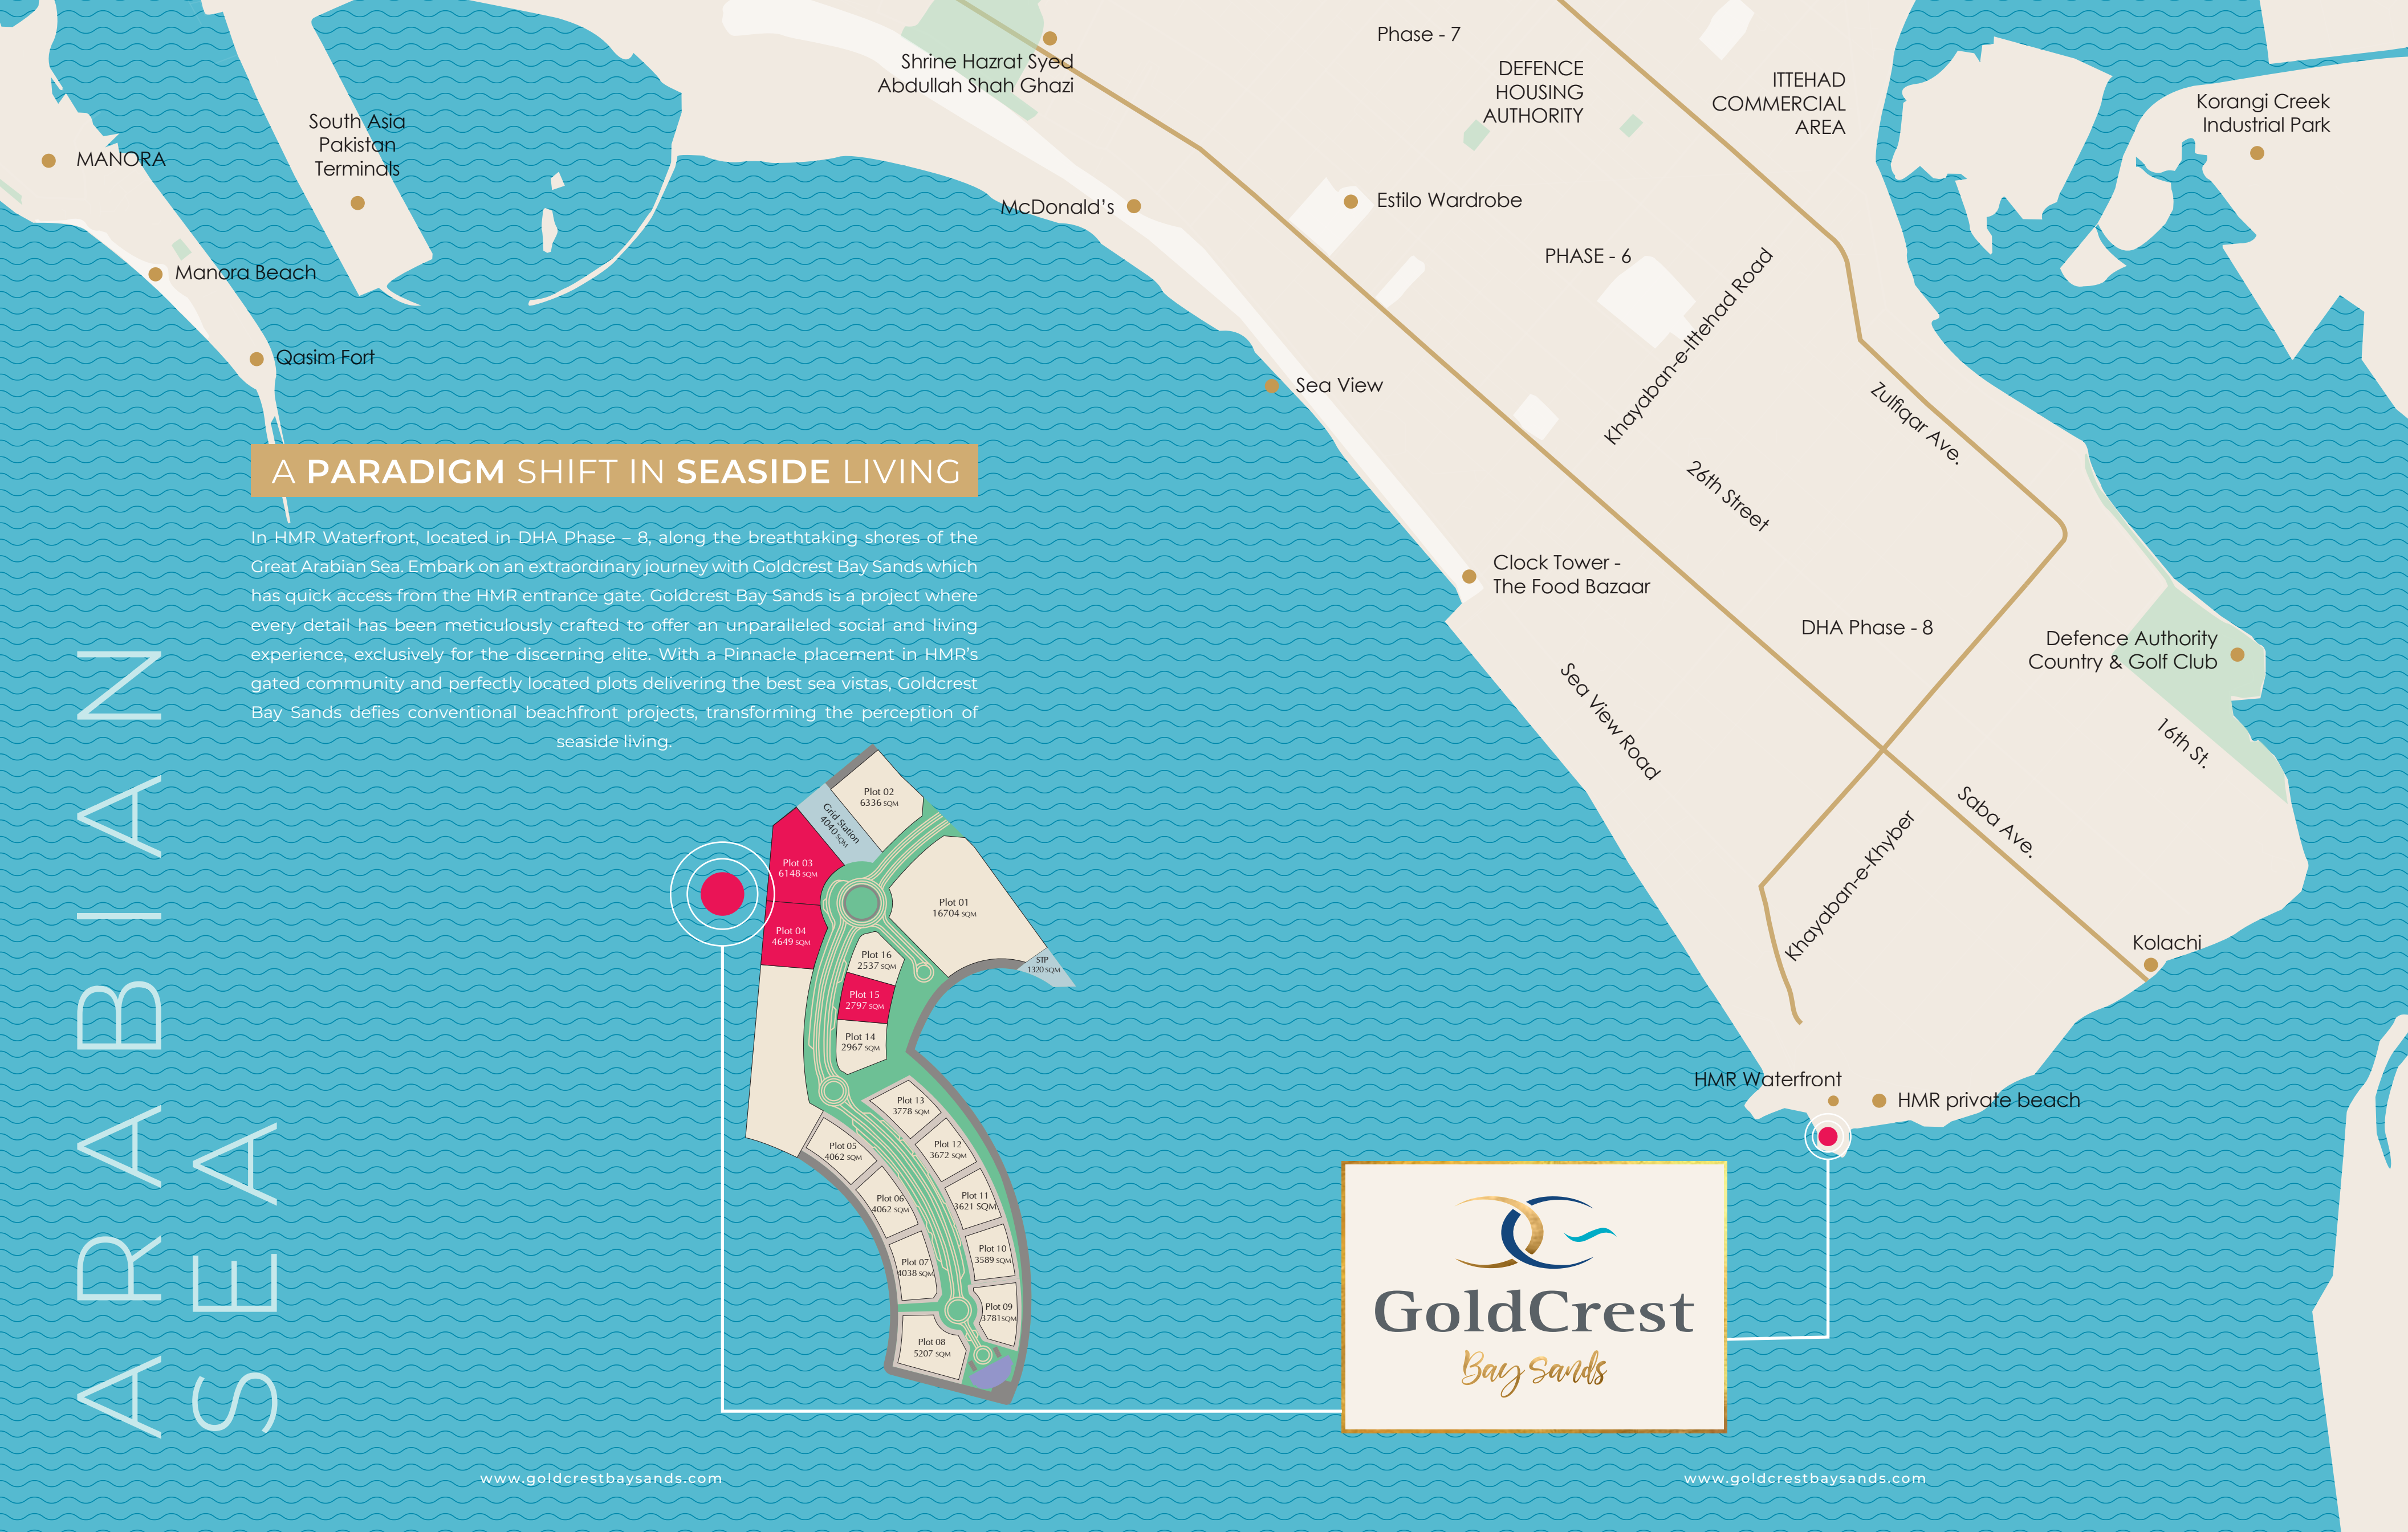 Phase - 7
Shrine Hazrat Syed
Abdullah Shah Ghazi
DEFENCE
HOUSING
AUTHORITY
ITTEHAD
COMMERCIAL
AREA
Korangi Creek
Industrial Park
South Asia
Pakistan
Terminals
MANORA
McDonald's
Estilo Wardrobe
PHASE - 6
Manora Beach
Khayaban-e-Ittehad Road
Qasim Fort
Sea View
Zulfiqar Ave.
26th Street
A PARADIGM SHIFT IN SEASIDE LIVING
In HMR Waterfront, located in DHA Phase – 8, along the breathtaking shores of the
Great Arabian Sea. Embark on an extraordinary journey with Goldcrest Bay Sands which
has quick access from the HMR entrance gate. Goldcrest Bay Sands is a project where
every detail has been meticulously crafted to offer an unparalleled social and living
experience, exclusively for the discerning elite. With a Pinnacle placement in HMR's
gated community and perfectly located plots delivering the best sea vistas, Goldcrest
Bay Sands defies conventional beachfront projects, transforming the perception of
seaside living.
Clock Tower -
The Food Bazaar
DHA Phase - 8
Defence Authority
Country & Golf Club
Sea View Road
16th St.
Saba Ave.
Khayaban-e-Khyber
Kolachi
HMR Waterfront
HMR private beach
ARABIAN
SEA
Plot 02
6336 SQM
Grid Station
4040 SQM
Plot 03
6148 SQM
Plot 01
16704 SQM
Plot 04
4649 SQM
Plot 16
2537 SQM
STP
1320 SQM
Plot 15
2797 SQM
Plot 14
2967 SQM
Plot 13
3778 SQM
Plot 05
4062 SQM
Plot 12
3672 SQM
Plot 06
4062 SQM
Plot 11
3621 SQM
Plot 07
4038 SQM
Plot 10
3589 SQM
Plot 09
3781 SQM
Plot 08
5207 SQM
GoldCrest
Bay Sands
www.goldcrestbaysands.com
www.goldcrestbaysands.com